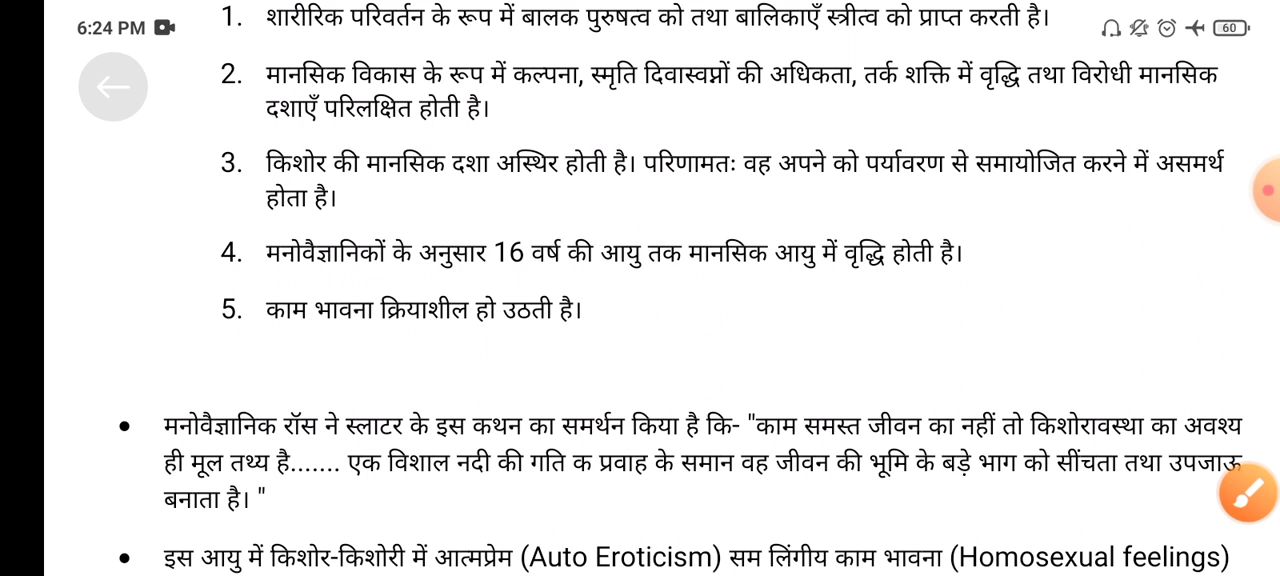 1. शारीरिक परिवर्तन के रूप में बालक पुरुषत्व को तथा बालिकाएँ स्त्रीत्व को प्राप्त करती है।
6:24 PM
60
2. मानसिक विकास के रूप में कल्पना, स्मृति दिवास्वप्नों की अधिकता, तर्क शक्ति में वृद्धि तथा विरोधी मानसिक
दशाएँ परिलक्षित होती है।
3. किशोर की मानसिक दशा अस्थिर होती है। परिणामतः वह अपने को पर्यावरण से समायोजित करने में असमर्थ
होता है।
4. मनोवैज्ञानिकों के अनुसार 16 वर्ष की आयु तक मानसिक आयु में वृद्धि होती है।
5. काम भावना क्रियाशील हो उठती है।
• मनोवैज्ञानिक रॉस ने स्लाटर के इस कथन का समर्थन किया है कि- "काम समस्त जीवन का नहीं तो किशोरावस्था का अवश्य
ही मूल तथ्य है....... एक विशाल नदी की गति क प्रवाह के समान वह जीवन की भूमि के बड़े भाग को सींचता तथा उपजाऊ
बनाता है। "
• इस आयु में किशोर-किशोरी में आत्मप्रेम (Auto Eroticism) सम लिंगीय काम भावना (Homosexual feelings)